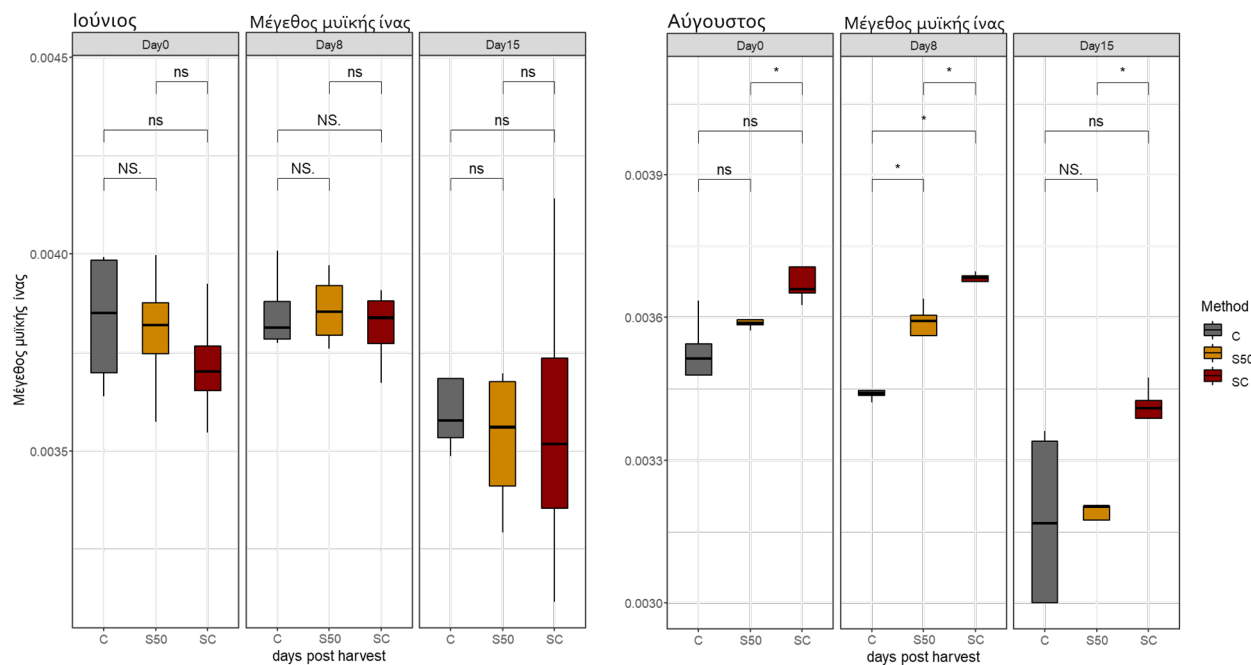 Ιούνιος
Μέγεθος μυϊκής ίνας
Day0
Day8
Day15
0.0045
0.0040
0.0035
Μέγεθος μυϊκής ίνας
ns
ns
NS.
ns
NS.
NS.
ns
ns
ns
C
S50
SC
C
S50
SC
C
S50
SC
days post harvest
Αύγουστος
Μέγεθος μυϊκής ίνας
Day0
Day8
Day15
0.0039
0.0036
0.0033
0.0030
*
ns
ns
*
*
*
*
ns
NS.
C
S50
SC
C
S50
SC
C
S50
SC
days post harvest
Method
C
S50
SC